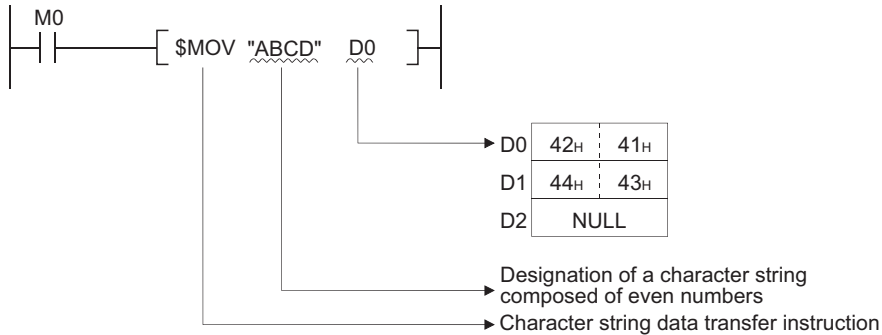 M0
$MOV "ABCD" D0
D0 42H 41H
D1 44H 43H
D2 NULL
Designation of a character string
composed of even numbers
Character string data transfer instruction